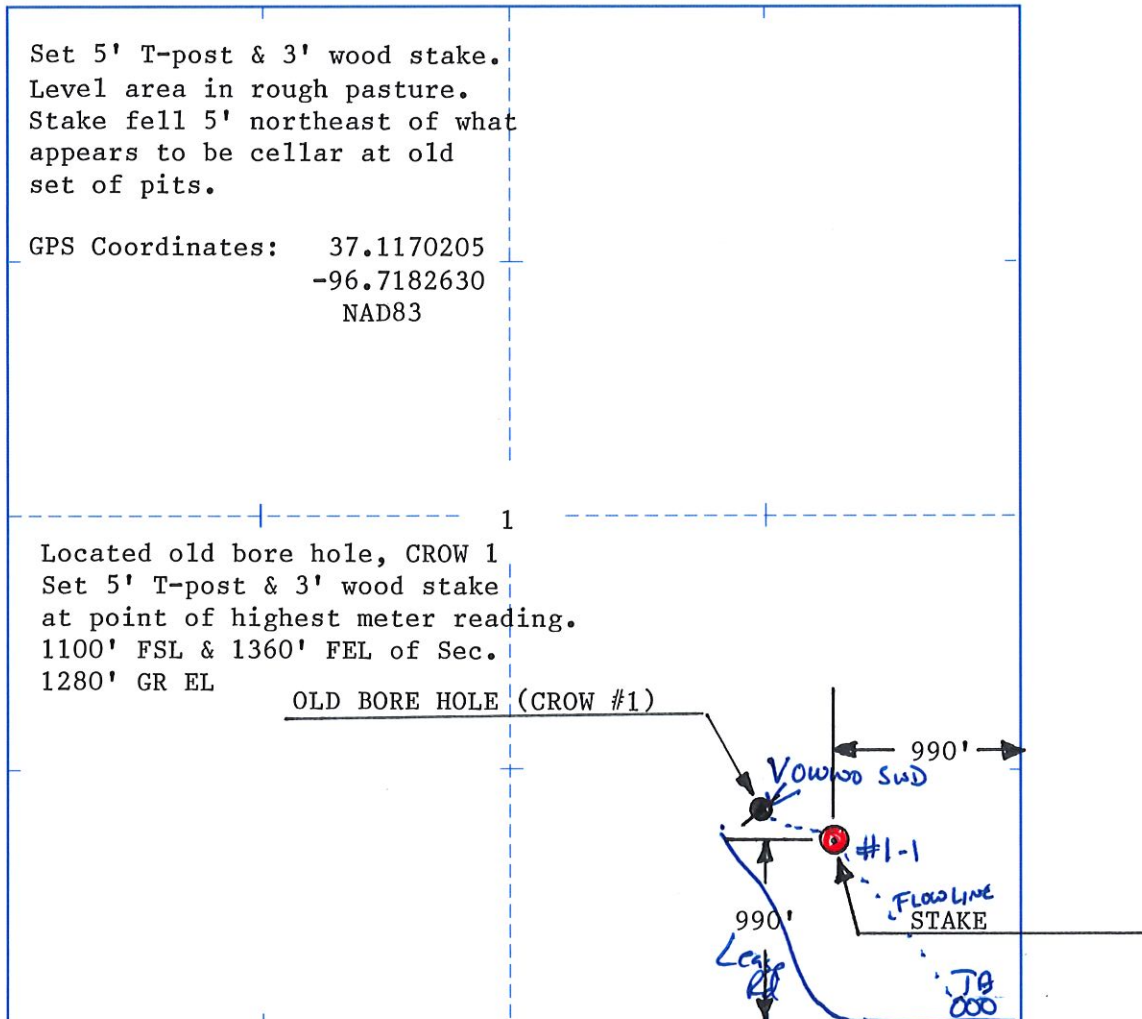 Set 5' T-post & 3' wood stake.
Level area in rough pasture.
Stake fell 5' northeast of what
appears to be cellar at old
set of pits.
GPS Coordinates: 37.1170205
-96.7182630
NAD83
1
Located old bore hole, CROW 1
Set 5' T-post & 3' wood stake
at point of highest meter reading.
1100' FSL & 1360' FEL of Sec.
1280' GR EL
OLD BORE HOLE (CROW #1)
990'
SWD
#1-1
FLOWLINE
STAKE
990'
Lease
Rd